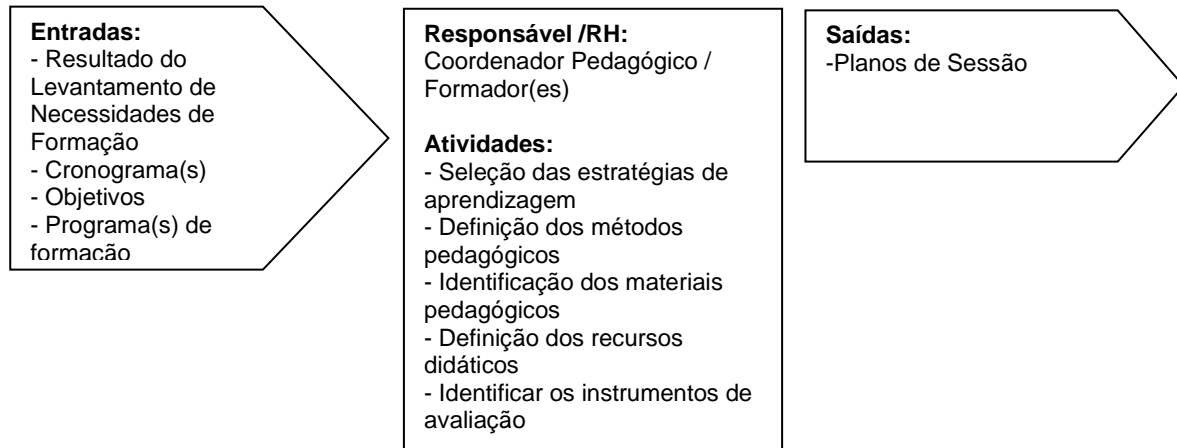 Entradas:
- Resultado do
Levantamento de
Necessidades de
Formação
- Cronograma(s)
- Objetivos
- Programa(s) de
formação
Responsável /RH:
Coordenador Pedagógico /
Formador(es)
Atividades:
- Seleção das estratégias de
aprendizagem
- Definição dos métodos
pedagógicos
- Identificação dos materiais
pedagógicos
- Definição dos recursos
didáticos
- Identificar os instrumentos de
avaliação
Saídas:
-Planos de Sessão